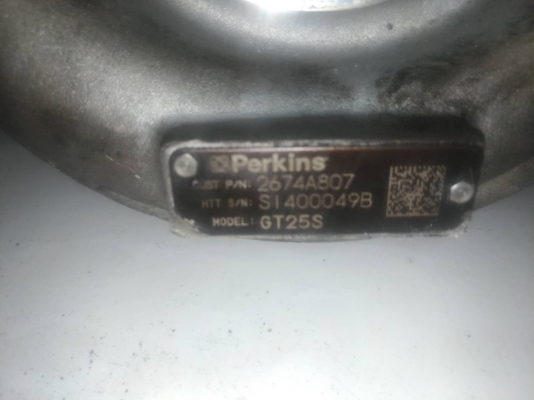 Perkins
CUST P/N: 2674A807
HTT S/N: SI400049B
MODEL: GT25S